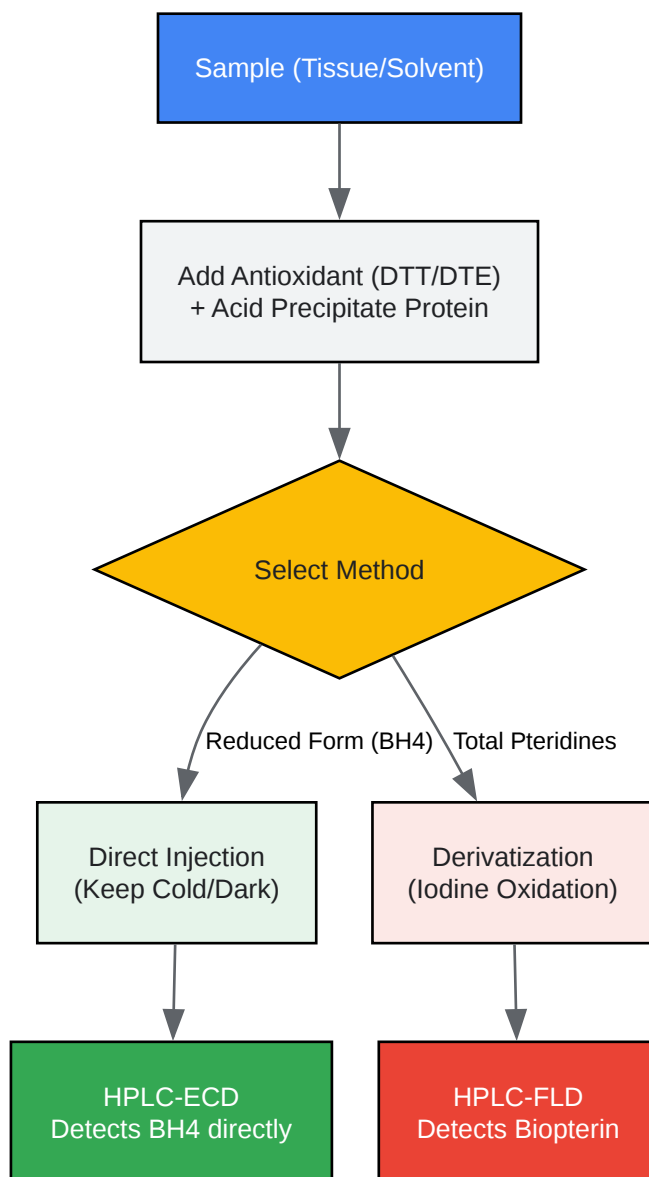 Sample (Tissue/Solvent)
Add Antioxidant (DTT/DTE)
+ Acid Precipitate Protein
Select Method
Reduced Form (BH4)
Total Pteridines
Direct Injection
(Keep Cold/Dark)
Derivatization
(Iodine Oxidation)
HPLC-ECD
Detects BH4 directly
HPLC-FLD
Detects Biopterin